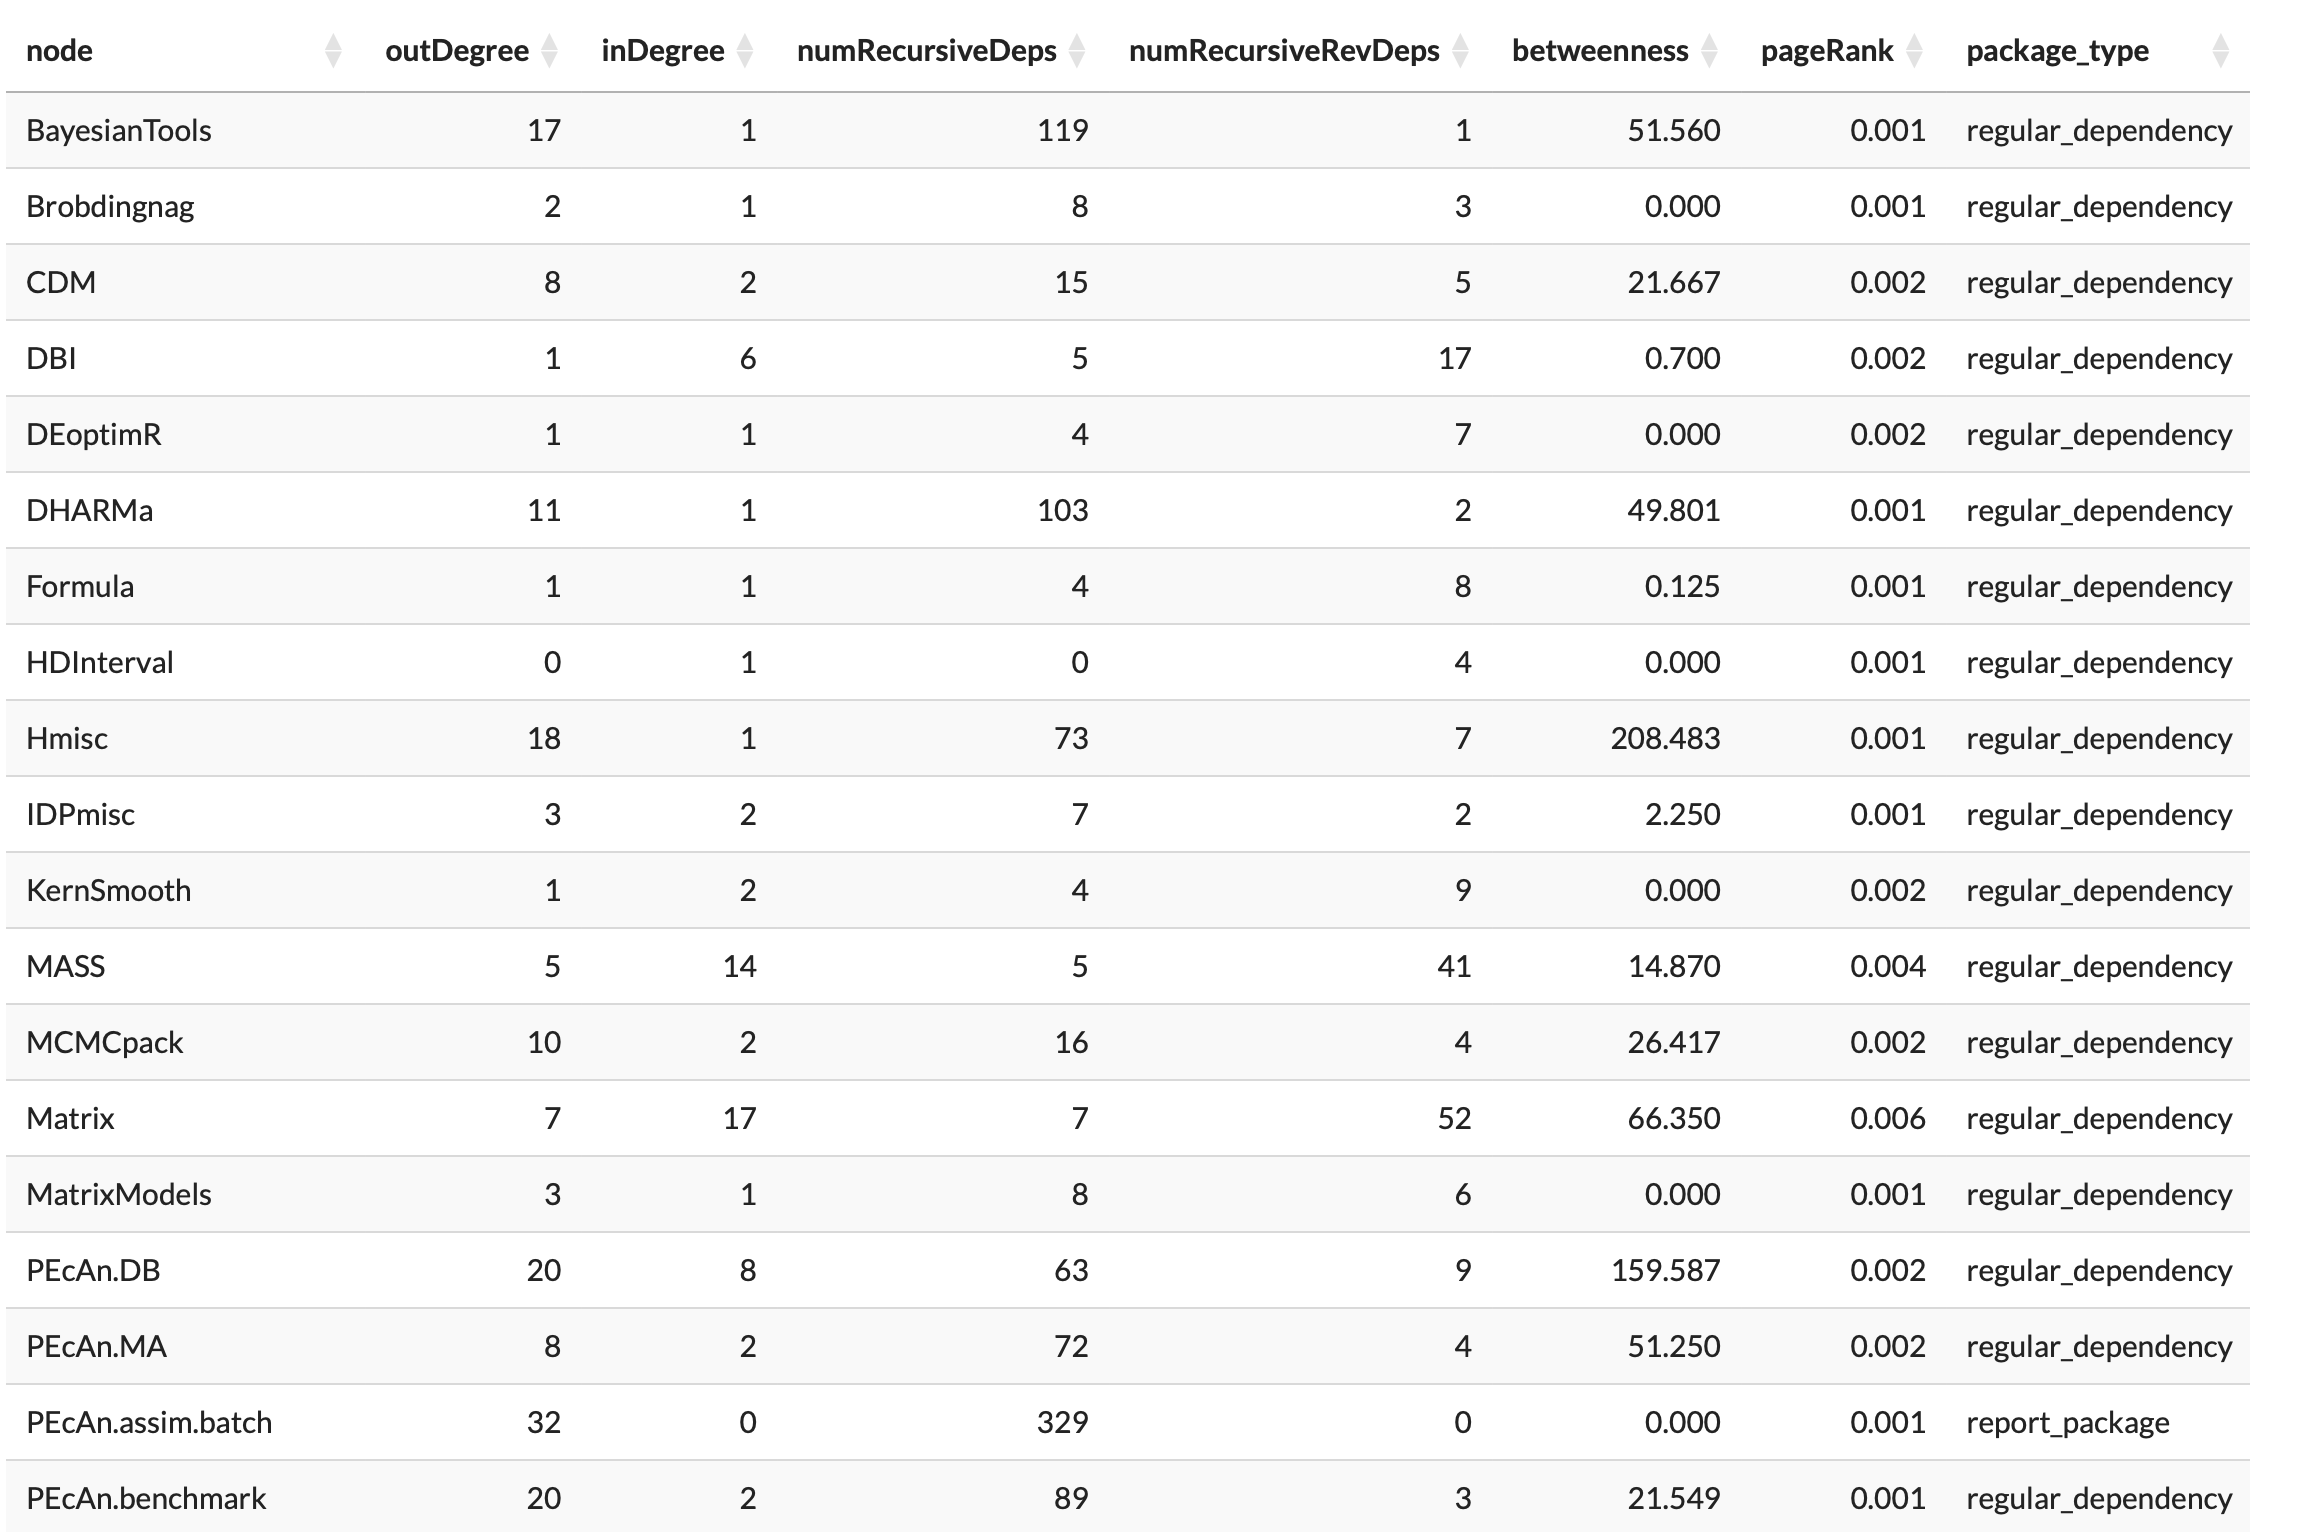 node outDegree inDegree numRecursiveDeps numRecursiveRevDeps betweenness pageRank package_type
BayesianTools 17 1 119 1 51.560 0.001 regular_dependency
Brobdingnag 2 1 8 3 0.000 0.001 regular_dependency
CDM 8 2 15 5 21.667 0.002 regular_dependency
DBI 1 6 5 17 0.700 0.002 regular_dependency
DEoptimR 1 1 4 7 0.000 0.002 regular_dependency
DHARMa 11 1 103 2 49.801 0.001 regular_dependency
Formula 1 1 4 8 0.125 0.001 regular_dependency
HDInterval 0 1 0 4 0.000 0.001 regular_dependency
Hmisc 18 1 73 7 208.483 0.001 regular_dependency
IDPmisc 3 2 7 2 2.250 0.001 regular_dependency
KernSmooth 1 2 4 9 0.000 0.002 regular_dependency
MASS 5 14 5 41 14.870 0.004 regular_dependency
MCMCpack 10 2 16 4 26.417 0.002 regular_dependency
Matrix 7 17 7 52 66.350 0.006 regular_dependency
MatrixModels 3 1 8 6 0.000 0.001 regular_dependency
PEcAn.DB 20 8 63 9 159.587 0.002 regular_dependency
PEcAn.MA 8 2 72 4 51.250 0.002 regular_dependency
PEcAn.assim.batch 32 0 329 0 0.000 0.001 report_package
PEcAn.benchmark 20 2 89 3 21.549 0.001 regular_dependency